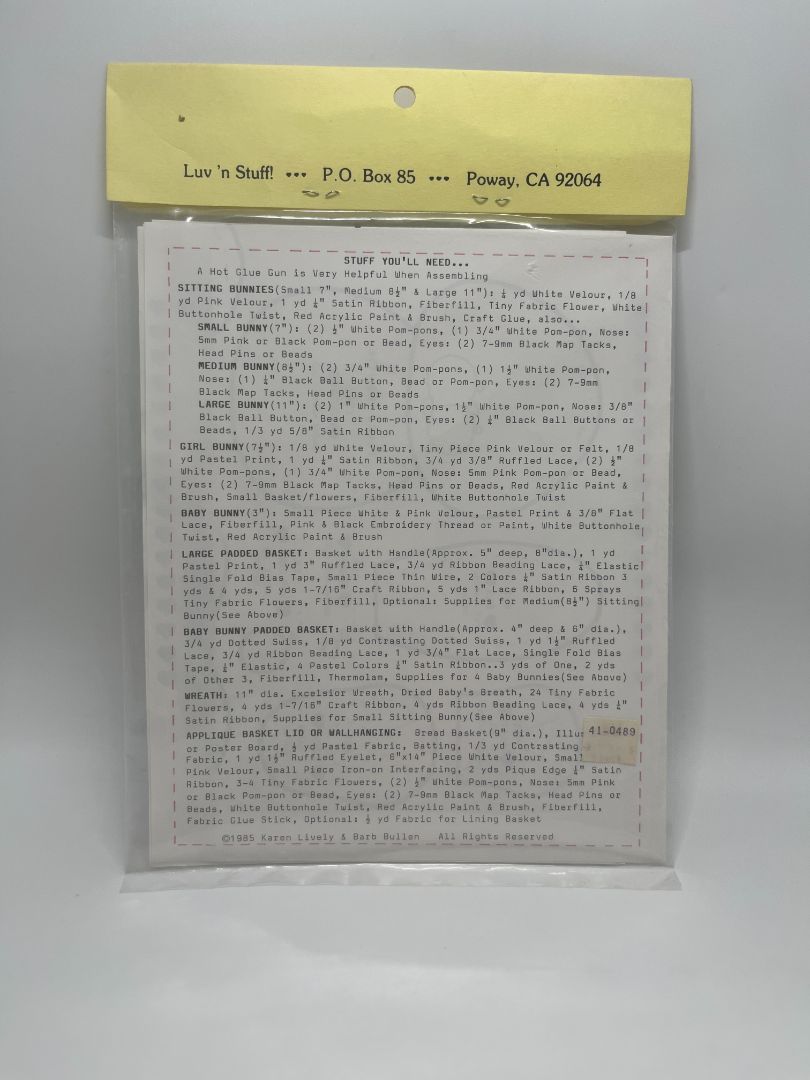 Luv 'n Stuff! ••• P.O. Box 85 ••• Poway, CA 92064
STUFF YOU'LL NEED...
A Hot Glue Gun is Very Helpful When Assembling
SITTING BUNNIES(Small 7", Medium 8½" & Large 11"): ¼ yd White Velour, 1/8
yd Pink Velour, 1 yd ¼" Satin Ribbon, Fiberfill, Tiny Fabric Flower, White
Buttonhole Twist, Red Acrylic Paint & Brush, Craft Glue, also...
SMALL BUNNY(7"): (2) ½" White Pom-pons, (1) 3/4" White Pom-pon, Nose:
5mm Pink or Black Pom-pon or Bead, Eyes: (2) 7-9mm Black Map Tacks,
Head Pins or Beads
MEDIUM BUNNY(8½"): (2) 3/4" White Pom-pons, (1) 1½" White Pom-pon,
Nose: (1) ¼" Black Ball Button, Bead or Pom-pon, Eyes: (2) 7-9mm
Black Map Tacks, Head Pins or Beads
LARGE BUNNY(11"): (2) 1" White Pom-pons, 1½" White Pom-pon, Nose: 3/8"
Black Ball Button, Bead or Pom-pon, Eyes: (2) ¼" Black Ball Buttons or
Beads, 1/3 yd 5/8" Satin Ribbon
GIRL BUNNY(7½"): 1/8 yd White Velour, Tiny Piece Pink Velour or Felt, 1/8
yd Pastel Print, 1 yd ¼" Satin Ribbon, 3/4 yd 3/8" Ruffled Lace, (2) ½"
White Pom-pons, (1) 3/4" White Pom-pon, Nose: 5mm Pink Pom-pon or Bead,
Eyes: (2) 7-9mm Black Map Tacks, Head Pins or Beads, Red Acrylic Paint &
Brush, Small Basket/flowers, Fiberfill, White Buttonhole Twist
BABY BUNNY(3"): Small Piece White & Pink Velour, Pastel Print & 3/8" Flat
Lace, Fiberfill, Pink & Black Embroidery Thread or Paint, White Buttonhole
Twist, Red Acrylic Paint & Brush
LARGE PADDED BASKET: Basket with Handle(Approx. 5" deep, 8"dia.), 1 yd
Pastel Print, 1 yd 3" Ruffled Lace, 3/4 yd Ribbon Beading Lace, ¼" Elastic
Single Fold Bias Tape, Small Piece Thin Wire, 2 Colors ¼" Satin Ribbon 3
yds & 4 yds, 5 yds 1-7/16" Craft Ribbon, 5 yds 1" Lace Ribbon, 6 Sprays
Tiny Fabric Flowers, Fiberfill, Optional: Supplies for Medium(8½") Sitting
Bunny(See Above)
BABY BUNNY PADDED BASKET: Basket with Handle(Approx. 4" deep & 6" dia.),
3/4 yd Dotted Swiss, 1/8 yd Contrasting Dotted Swiss, 1 yd 1½" Ruffled
Lace, 3/4 yd Ribbon Beading Lace, 1 yd 3/4" Flat Lace, Single Fold Bias
Tape, ¼" Elastic, 4 Pastel Colors ¼" Satin Ribbon..3 yds of One, 2 yds
of Other 3, Fiberfill, Thermolam, Supplies for 4 Baby Bunnies(See Above)
WREATH: 11" dia. Excelsior Wreath, Dried Baby's Breath, 24 Tiny Fabric
Flowers, 4 yds 1-7/16" Craft Ribbon, 4 yds Ribbon Beading Lace, 4 yds ¼"
Satin Ribbon, Supplies for Small Sitting Bunny(See Above)
APPLIQUE BASKET LID OR WALLHANGING: Bread Basket(9" dia.), Illus 41-0489
or Poster Board, ½ yd Pastel Fabric, Batting, 1/3 yd Contrasting
Fabric, 1 yd 1½" Ruffled Eyelet, 6"x14" Piece White Velour, Small
Pink Velour, Small Piece Iron-on Interfacing, 2 yds Pique Edge ¼" Satin
Ribbon, 3-4 Tiny Fabric Flowers, (2) ½" White Pom-pons, Nose: 5mm Pink
or Black Pom-pon or Bead, Eyes: (2) 7-9mm Black Map Tacks, Head Pins or
Beads, White Buttonhole Twist, Red Acrylic Paint & Brush, Fiberfill,
Fabric Glue Stick, Optional: ½ yd Fabric for Lining Basket
©1985 Karen Lively & Barb Bullen All Rights Reserved